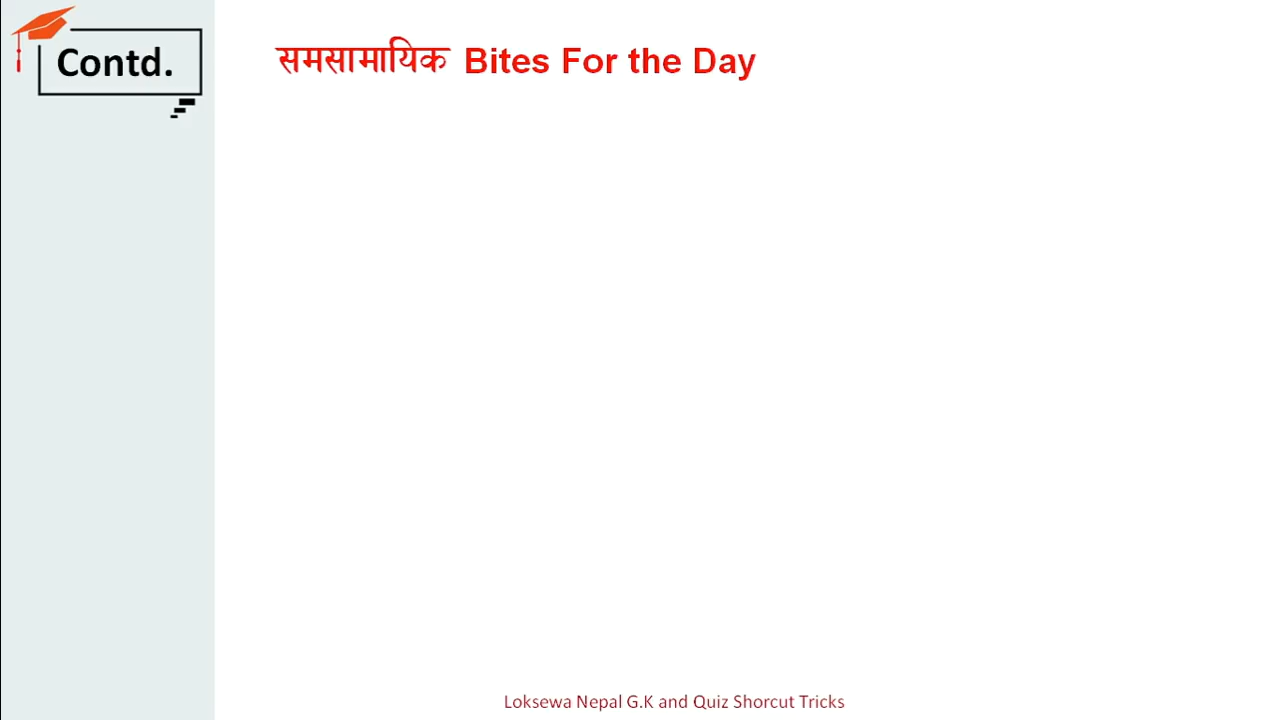 Contd.
समसामायिक Bites For the Day
Loksewa Nepal G.K and Quiz Shorcut Tricks